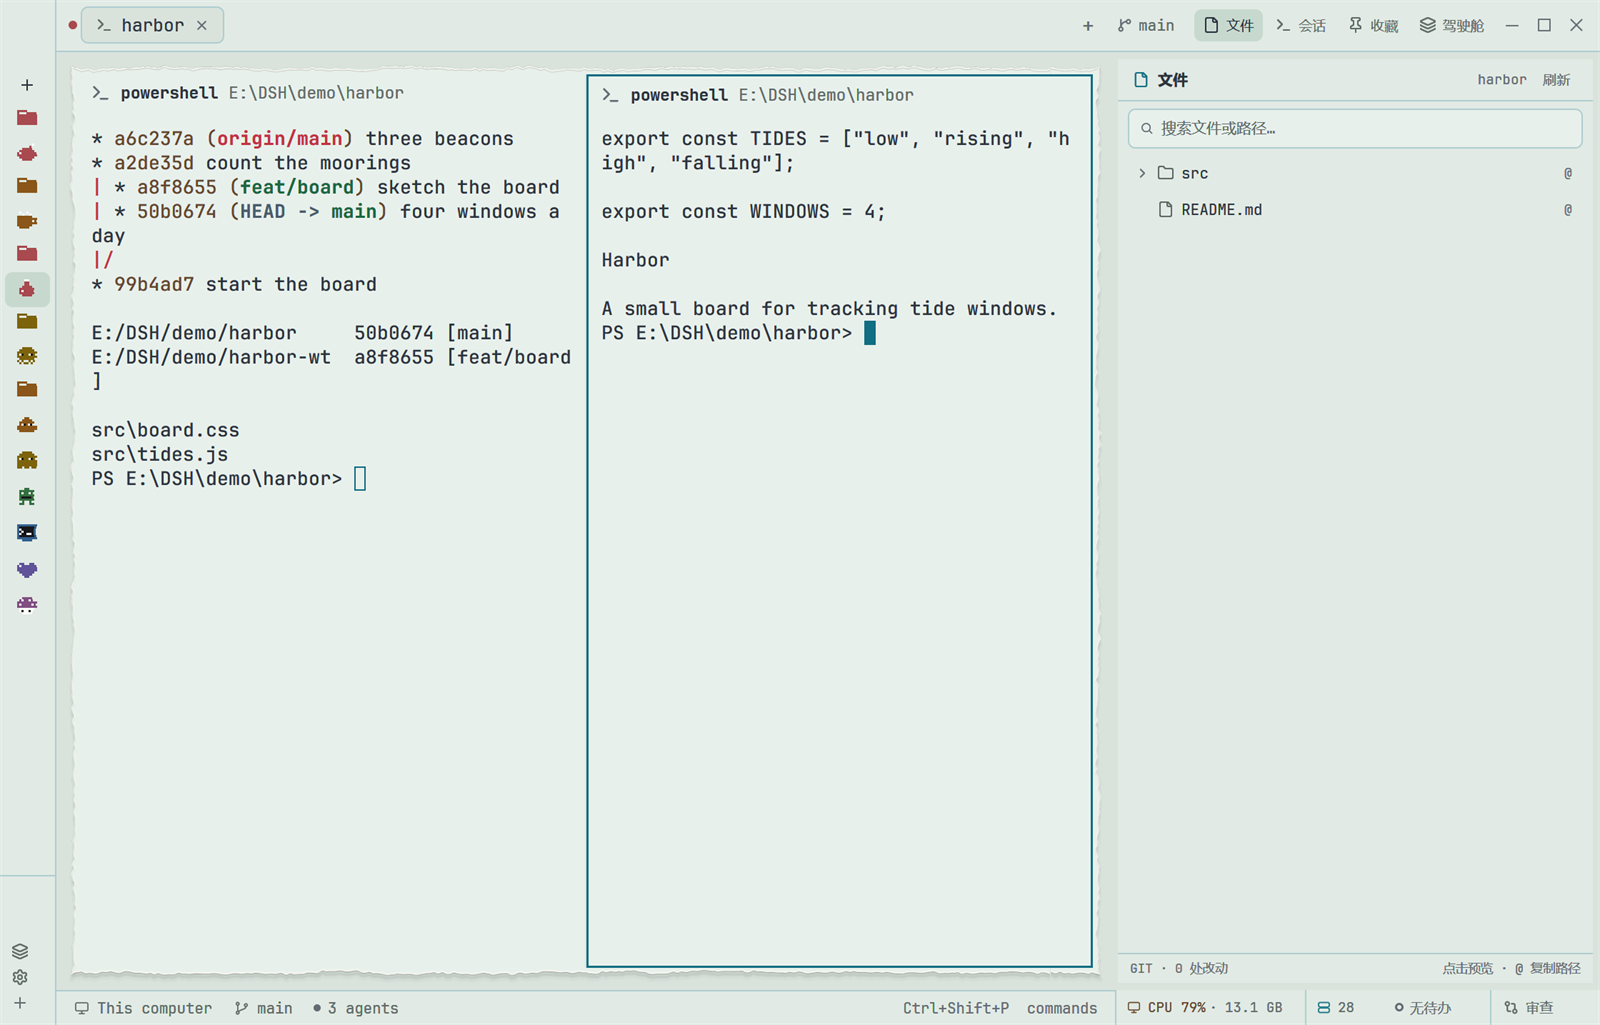 harbor
main
文件
会话
收藏
驾驶舱
powershell E:\DSH\demo\harbor
* a6c237a (origin/main) three beacons
* a2de35d count the moorings
| * a8f8655 (feat/board) sketch the board
| * 50b0674 (HEAD -> main) four windows a
day
|/
* 99b4ad7 start the board
E:/DSH/demo/harbor     50b0674 [main]
E:/DSH/demo/harbor-wt  a8f8655 [feat/board
]
src\board.css
src\tides.js
PS E:\DSH\demo\harbor>
powershell E:\DSH\demo\harbor
export const TIDES = ["low", "rising", "h
igh", "falling"];
export const WINDOWS = 4;
Harbor
A small board for tracking tide windows.
PS E:\DSH\demo\harbor>
文件
harbor 刷新
搜索文件或路径...
src @
README.md @
GIT · 0 处改动
点击预览 · @ 复制路径
This computer
main
3 agents
Ctrl+Shift+P commands
CPU 79% · 13.1 GB
28
无待办
审查